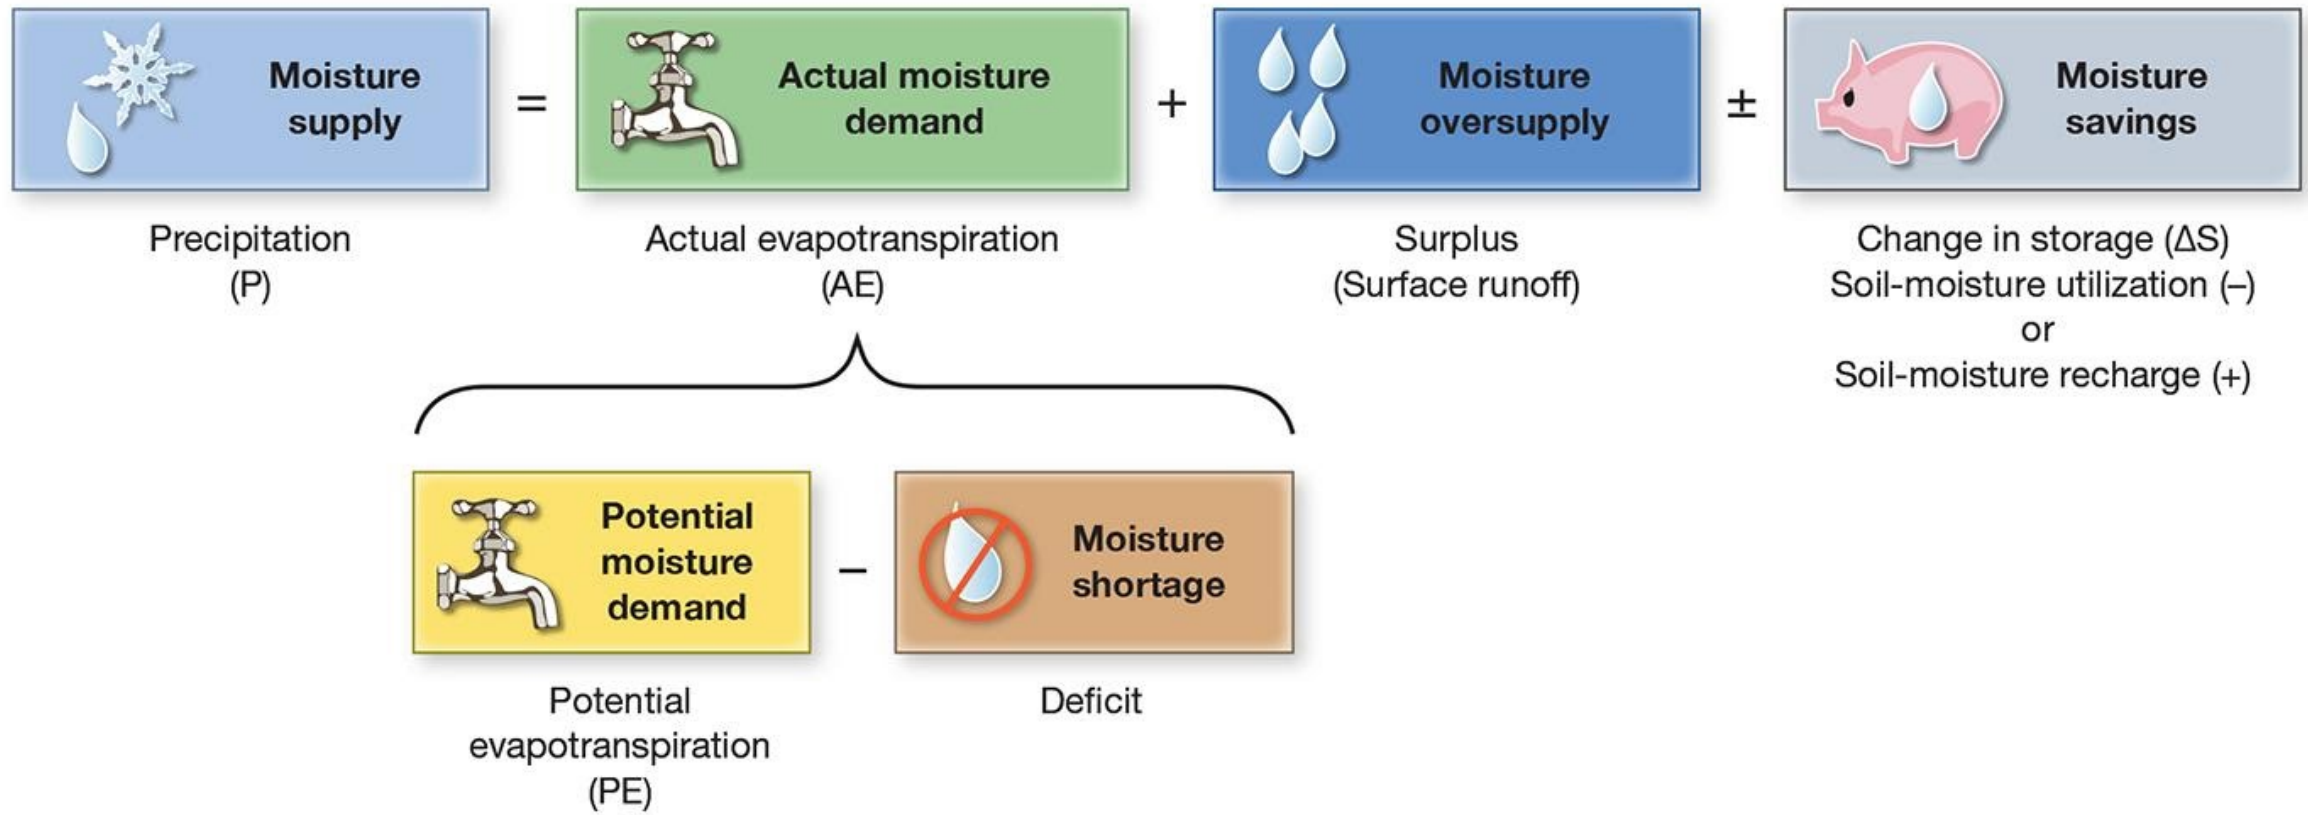 Moisture
supply
=
Actual moisture
demand
+
Moisture
oversupply
±
Moisture
savings
Precipitation
(P)
Actual evapotranspiration
(AE)
Surplus
(Surface runoff)
Change in storage (ΔS)
Soil-moisture utilization (–)
or
Soil-moisture recharge (+)
Potential
moisture
demand
–
Moisture
shortage
Potential
evapotranspiration
(PE)
Deficit